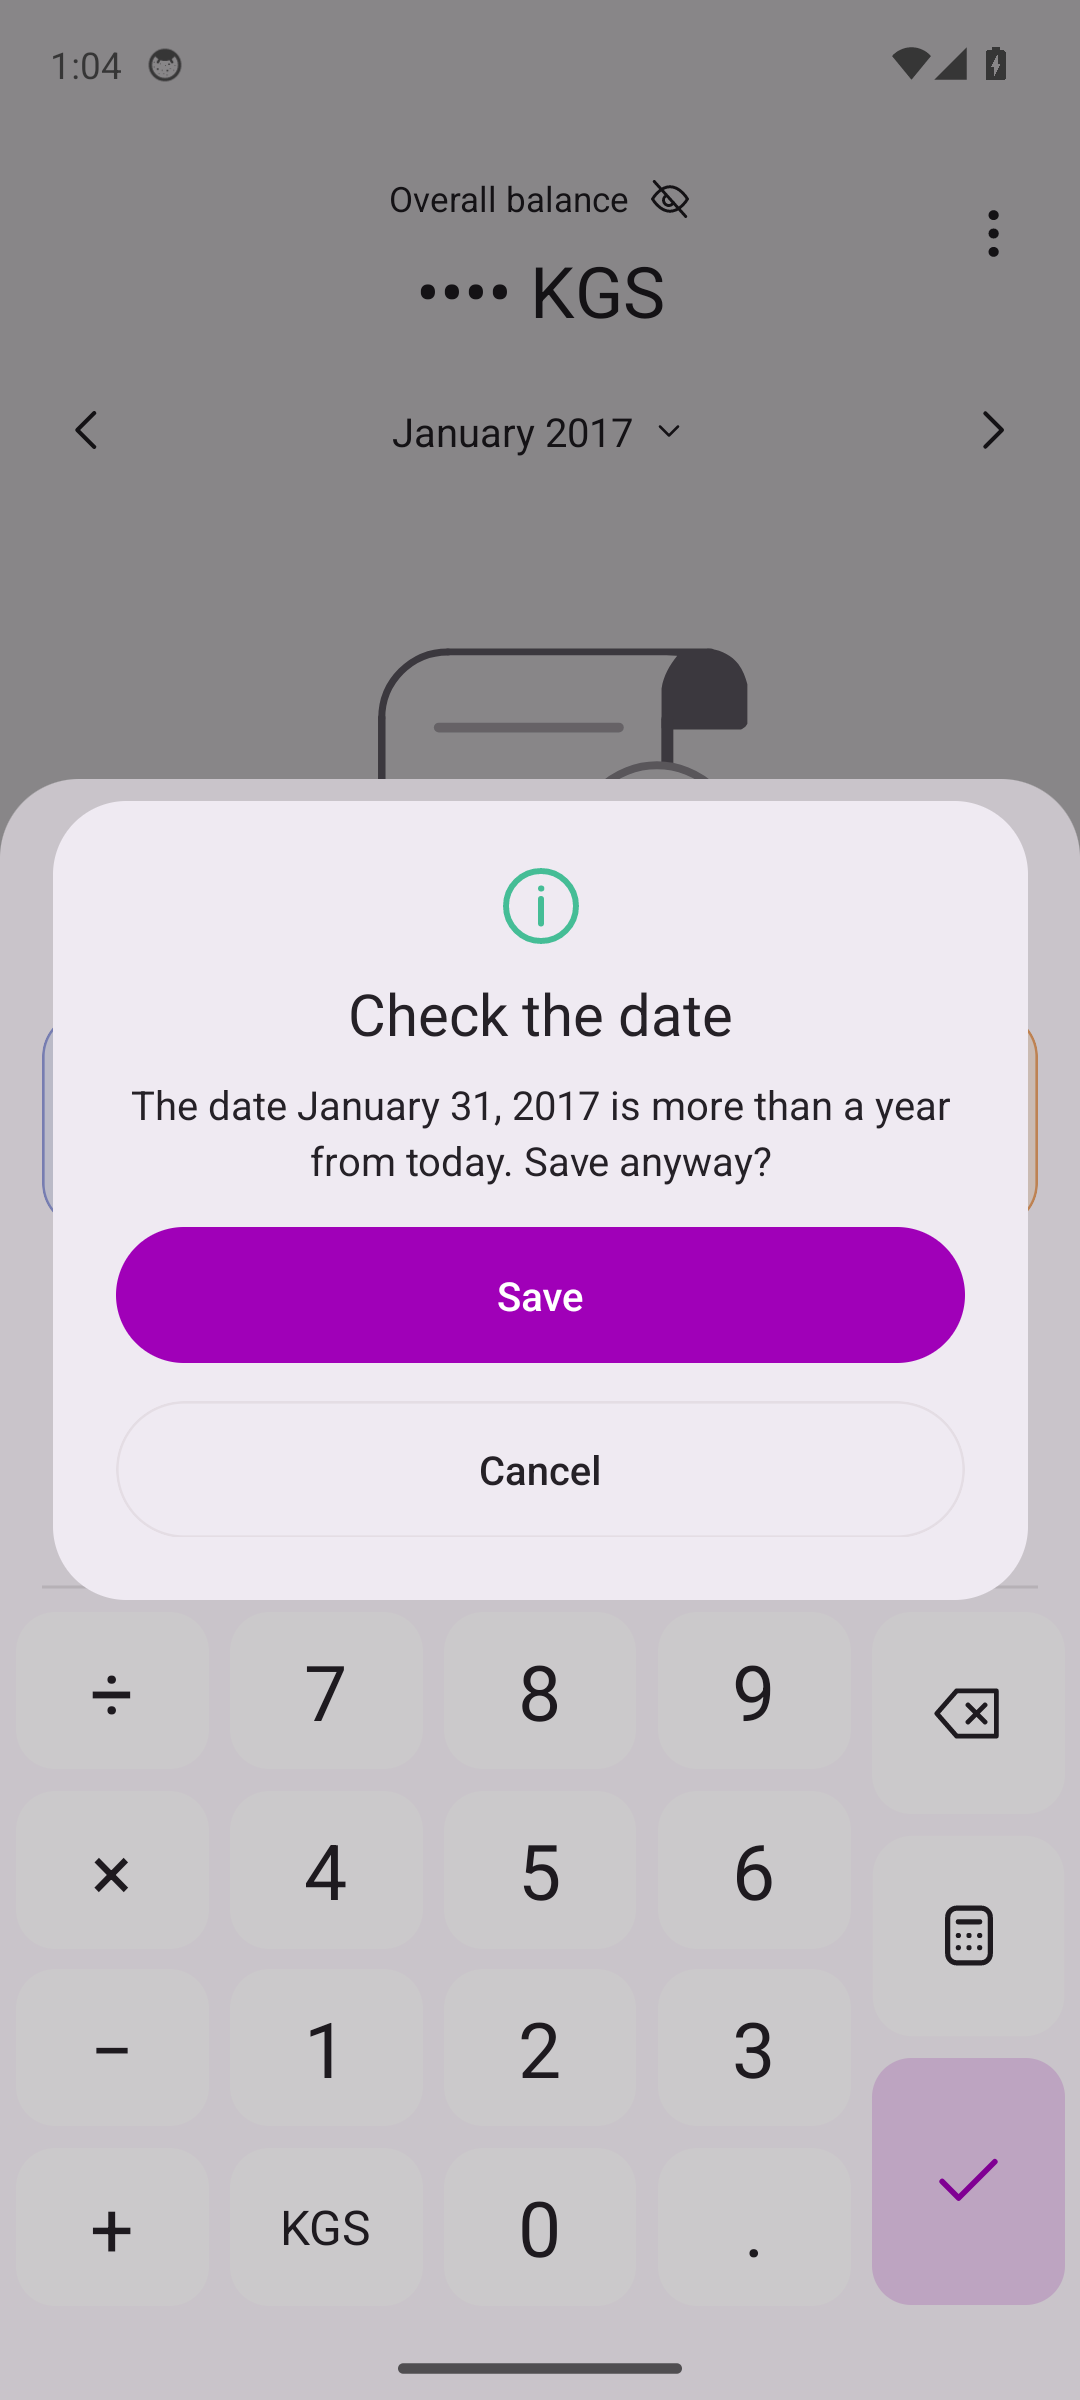 1:04
Overall balance
•••• KGS
January 2017
Check the date
The date January 31, 2017 is more than a year
from today. Save anyway?
Save
Cancel
÷ 7 8 9
× 4 5 6
− 1 2 3
+ KGS 0 .